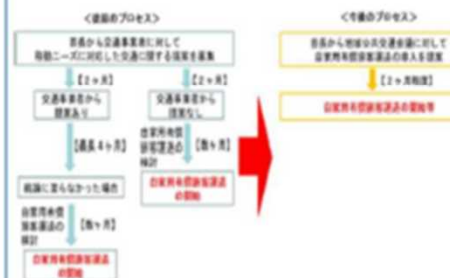 ＜従前のプロセス＞
首長から交通事業者に対して
移動ニーズに対応した交通に関する提案を募集
【2ヶ月】
【2ヶ月】
交通事業者から
提案あり
交通事業者から
提案なし
【最長4ヶ月】
自家用有償
旅客運送の
検討
【数ヶ月】
自家用有償旅客運送
の開始
結論に至らなかった場合
自家用有償
旅客運送の
検討
【数ヶ月】
自家用有償旅客運送
の開始
＜今後のプロセス＞
首長から地域公共交通会議に対して
自家用有償旅客運送の導入を提案
【2ヶ月程度】
自家用有償旅客運送の開始等